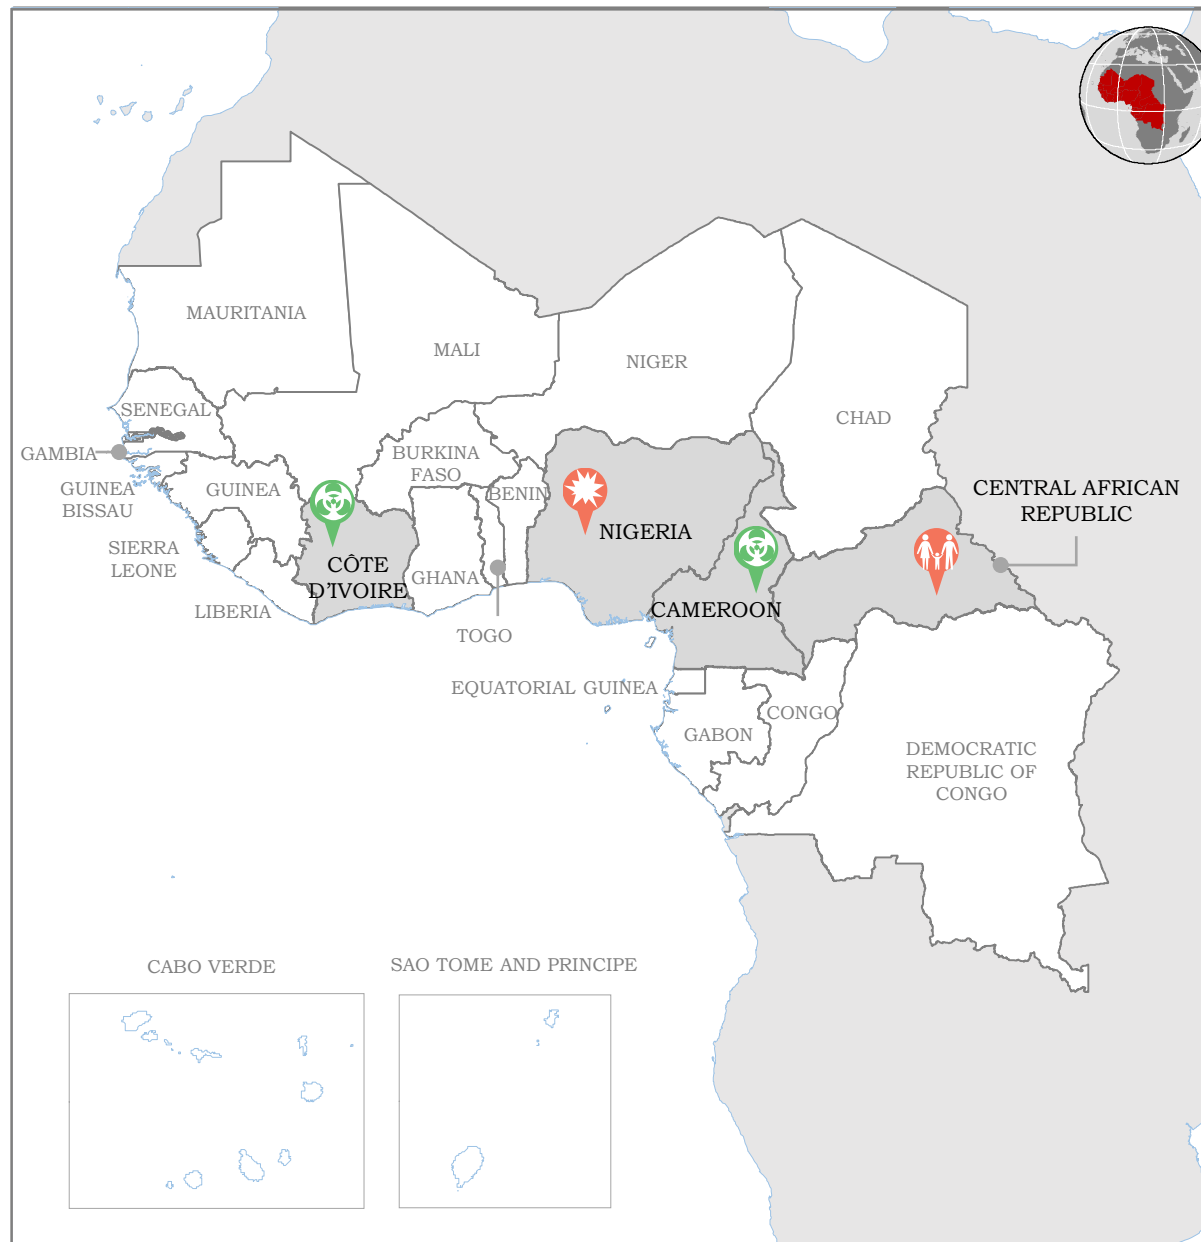 MAURITANIA
MALI
NIGER
CHAD
SENEGAL
GAMBIA
GUINEA
BISSAU
GUINEA
BURKINA
FASO
BENIN
CENTRAL AFRICAN
REPUBLIC
NIGERIA
SIERRA
LEONE
CÔTE
D'IVOIRE
GHANA
LIBERIA
CAMEROON
TOGO
EQUATORIAL GUINEA
CONGO
GABON
DEMOCRATIC
REPUBLIC OF
CONGO
CABO VERDE
SAO TOME AND PRINCIPE